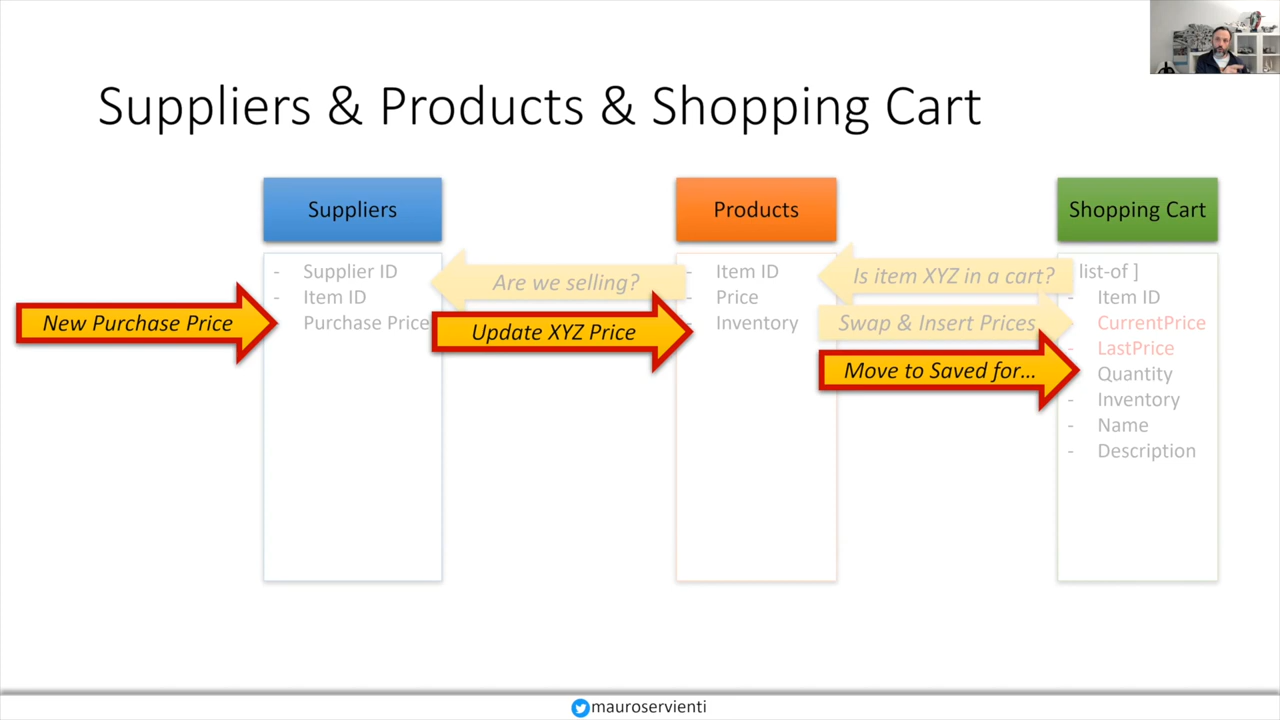 Suppliers & Products & Shopping Cart
Suppliers
Products
Shopping Cart
- Supplier ID
- Item ID
Purchase Price
New Purchase Price
Are we selling?
Update XYZ Price
- Item ID
- Price
Inventory
Is item XYZ in a cart?
Swap & Insert Prices
Move to Saved for...
list-of ]
- Item ID
CurrentPrice
- LastPrice
Quantity
- Inventory
- Name
- Description
mauroservienti